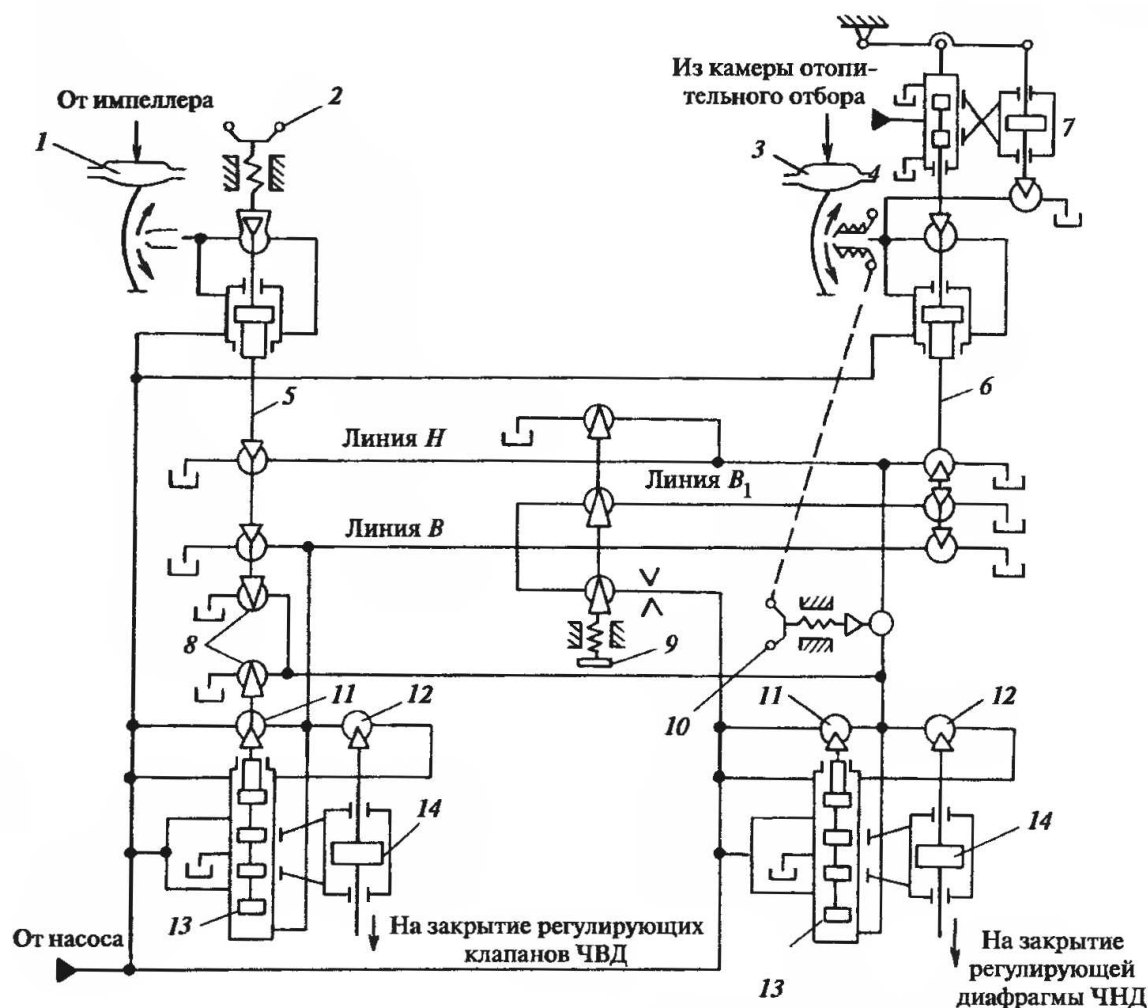 Из камеры отопи-
тельного отбора
От импеллера
1
2
3
4
7
5
6
Линия Н
Линия В₁
Линия В
8
9
10
11
12
11
12
14
14
13
От насоса
На закрытие регулирующих
клапанов ЧВД
13
На закрытие
регулирующей
диафрагмы ЧНД